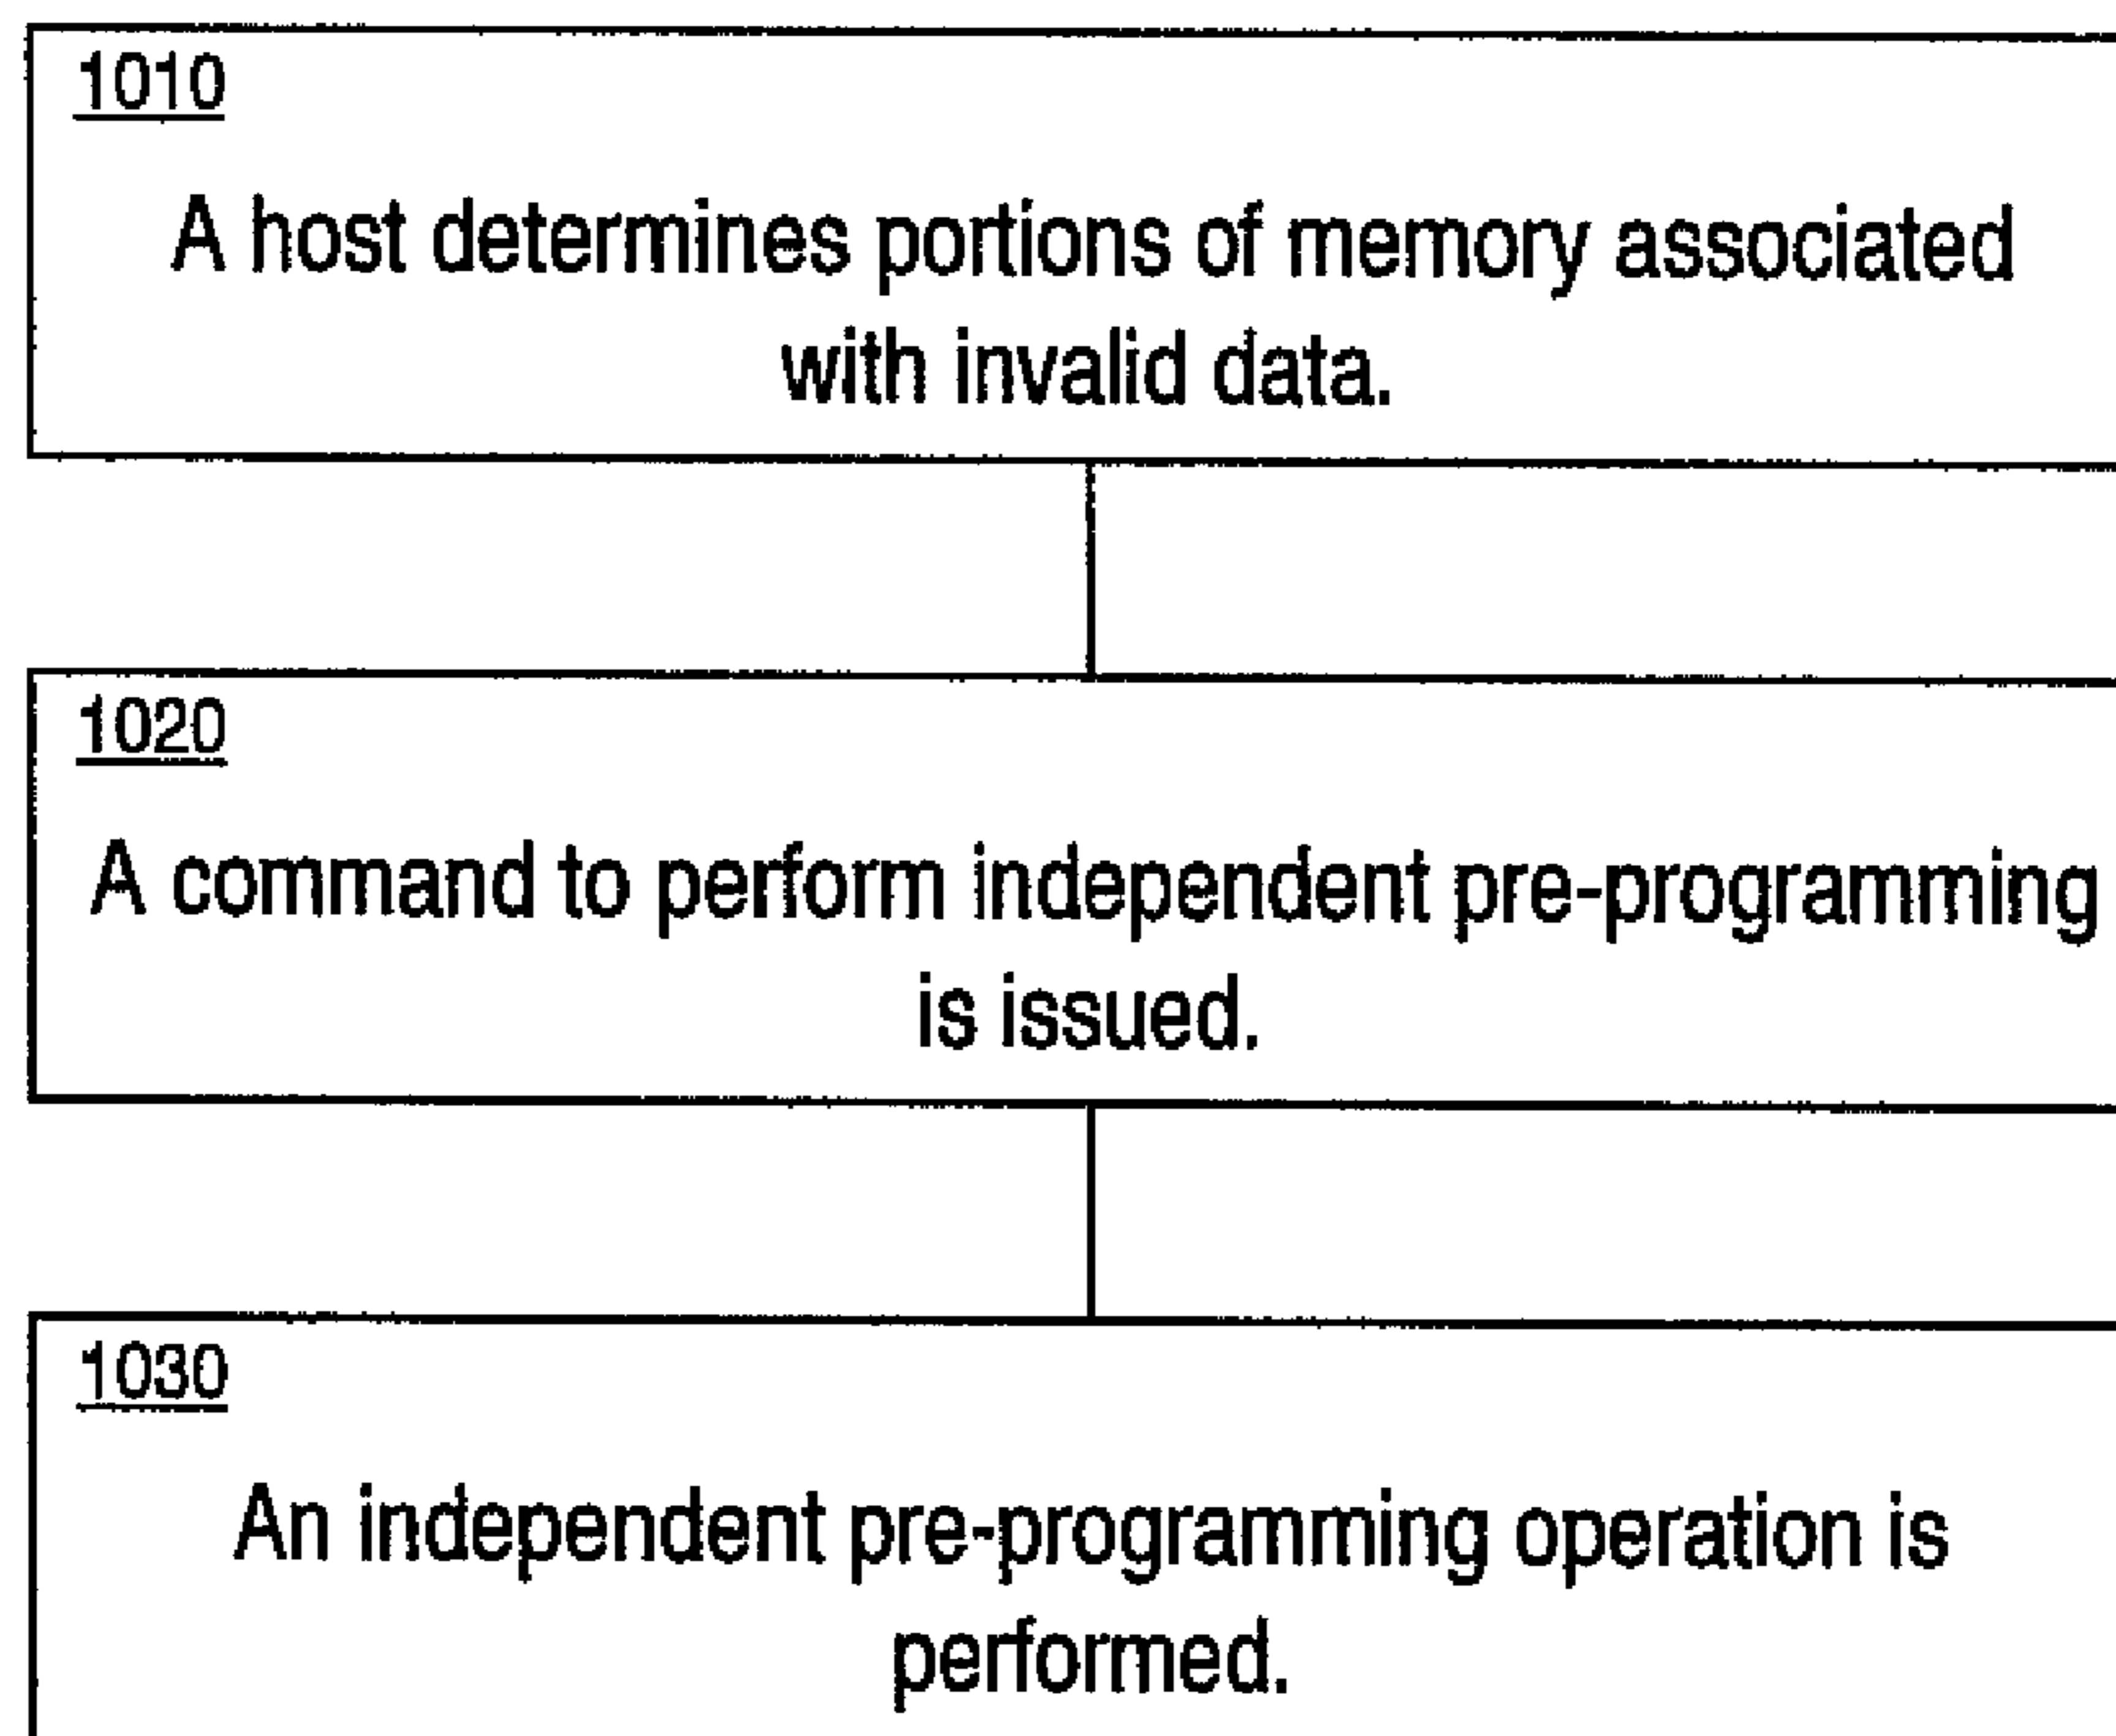 1010
A host determines portions of memory associated
with invalid data.
1020
A command to perform independent pre-programming
is issued.
1030
An independent pre-programming operation is
performed.